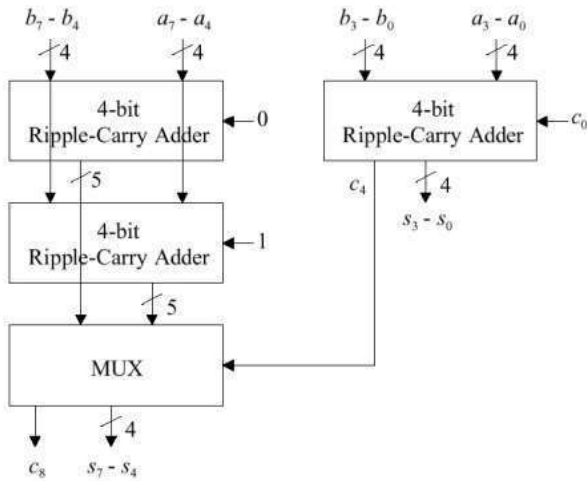 b₇ - b₄ a₇ - a₄ b₃ - b₀ a₃ - a₀
4 4 4 4
4-bit
Ripple-Carry Adder
0
4-bit
Ripple-Carry Adder
c₀
5
c₄
4
s₃ - s₀
4-bit
Ripple-Carry Adder
1
5
MUX
4
c₈ s₇ - s₄